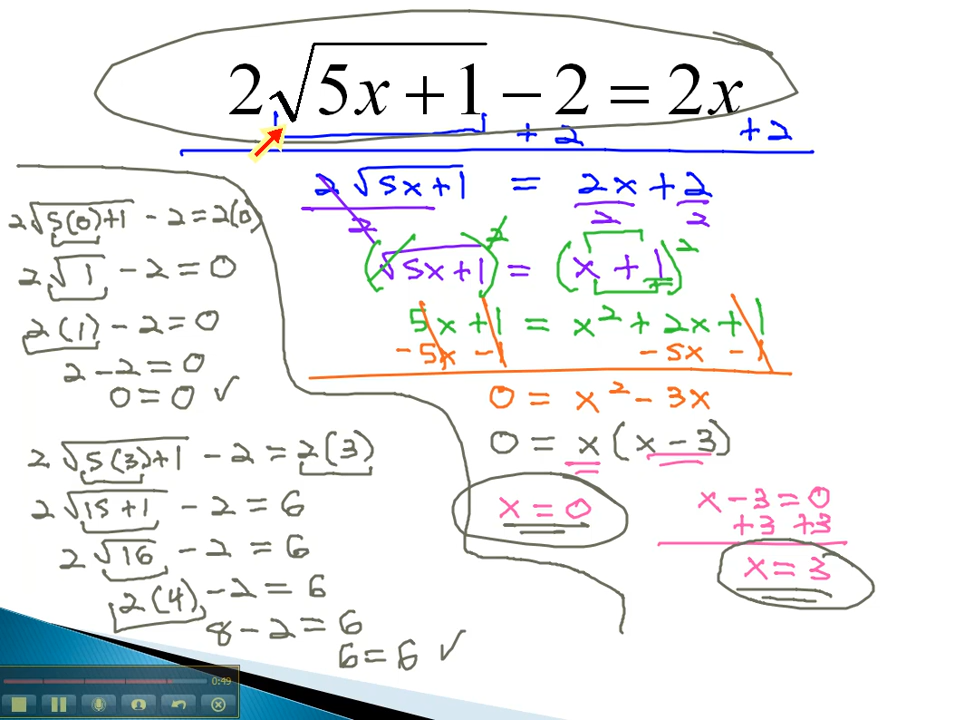 2√5x+1 − 2 = 2x
+2 +2
2√5x+1 = 2x + 2
2 2 2
(√5x+1)² = (x + 1)²
5x + 1 = x² + 2x + 1
−5x −1 −5x −1
0 = x² − 3x
0 = x(x − 3)
x = 0
x − 3 = 0
+3 +3
x = 3
2√5(0)+1 − 2 = 2(0)
2√1 − 2 = 0
2(1) − 2 = 0
2 − 2 = 0
0 = 0 ✓
2√5(3)+1 − 2 = 2(3)
2√15+1 − 2 = 6
2√16 − 2 = 6
2(4) − 2 = 6
8 − 2 = 6
6 = 6 ✓
0:49